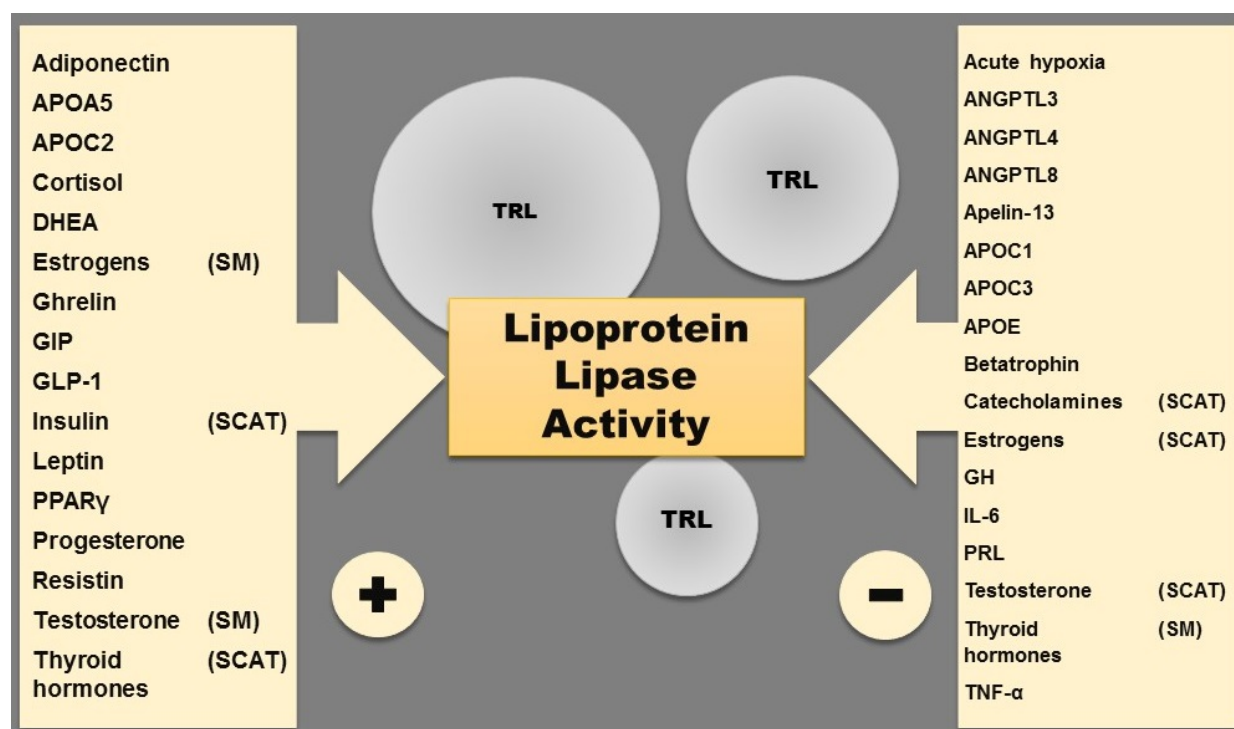 Adiponectin
APOA5
APOC2
Cortisol
DHEA
Estrogens (SM)
Ghrelin
GIP
GLP-1
Insulin (SCAT)
Leptin
PPARγ
Progesterone
Resistin
Testosterone (SM)
Thyroid (SCAT)
hormones
TRL
TRL
Lipoprotein
Lipase
Activity
TRL
+
-
Acute hypoxia
ANGPTL3
ANGPTL4
ANGPTL8
Apelin-13
APOC1
APOC3
APOE
Betatrophin
Catecholamines (SCAT)
Estrogens (SCAT)
GH
IL-6
PRL
Testosterone (SCAT)
Thyroid (SM)
hormones
TNF-α